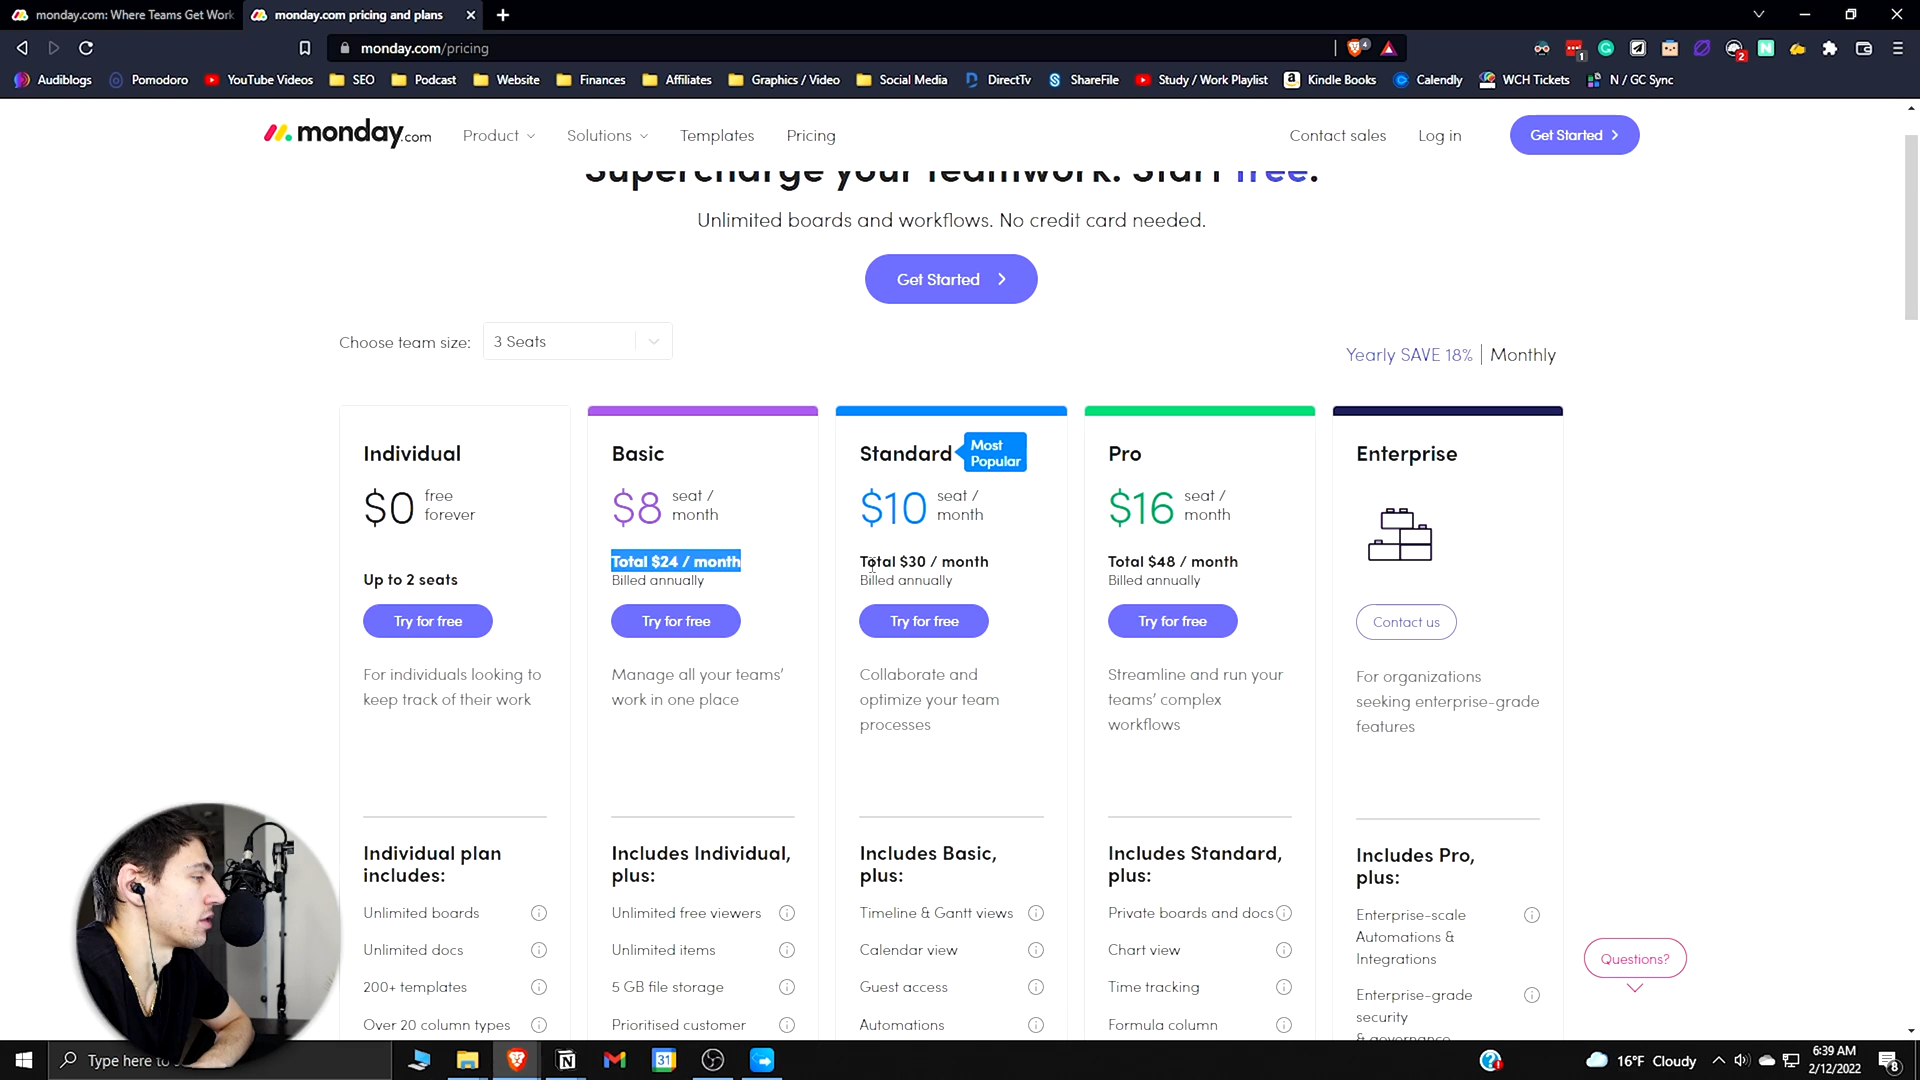 monday.com: Where Teams Get Work
monday.com pricing and plans
monday.com/pricing
4
1
2
Audiblogs
Pomodoro
YouTube Videos
SEO
Podcast
Website
Finances
Affiliates
Graphics / Video
Social Media
DirectTv
ShareFile
Study / Work Playlist
Kindle Books
Calendly
WCH Tickets
N / GC Sync
monday.com
Product
Solutions
Templates
Pricing
Contact sales
Log in
Get Started
Supercharge your teamwork. Start free.
Unlimited boards and workflows. No credit card needed.
Get Started
Choose team size:
3 Seats
Yearly SAVE 18% | Monthly
Individual
$0 free
forever
Up to 2 seats
Try for free
For individuals looking to
keep track of their work
Individual plan
includes:
Unlimited boards
Unlimited docs
200+ templates
Over 20 column types
Basic
$8 seat /
month
Total $24 / month
Billed annually
Try for free
Manage all your teams'
work in one place
Includes Individual,
plus:
Unlimited free viewers
Unlimited items
5 GB file storage
Prioritised customer
Standard
Most
Popular
$10 seat /
month
Total $30 / month
Billed annually
Try for free
Collaborate and
optimize your team
processes
Includes Basic,
plus:
Timeline & Gantt views
Calendar view
Guest access
Automations
Pro
$16 seat /
month
Total $48 / month
Billed annually
Try for free
Streamline and run your
teams' complex
workflows
Includes Standard,
plus:
Private boards and docs
Chart view
Time tracking
Formula column
Enterprise
Contact us
For organizations
seeking enterprise-grade
features
Includes Pro,
plus:
Enterprise-scale
Automations &
Integrations
Enterprise-grade
security
& governance
Questions?
Type here to
31
16°F Cloudy
6:39 AM
2/12/2022
8